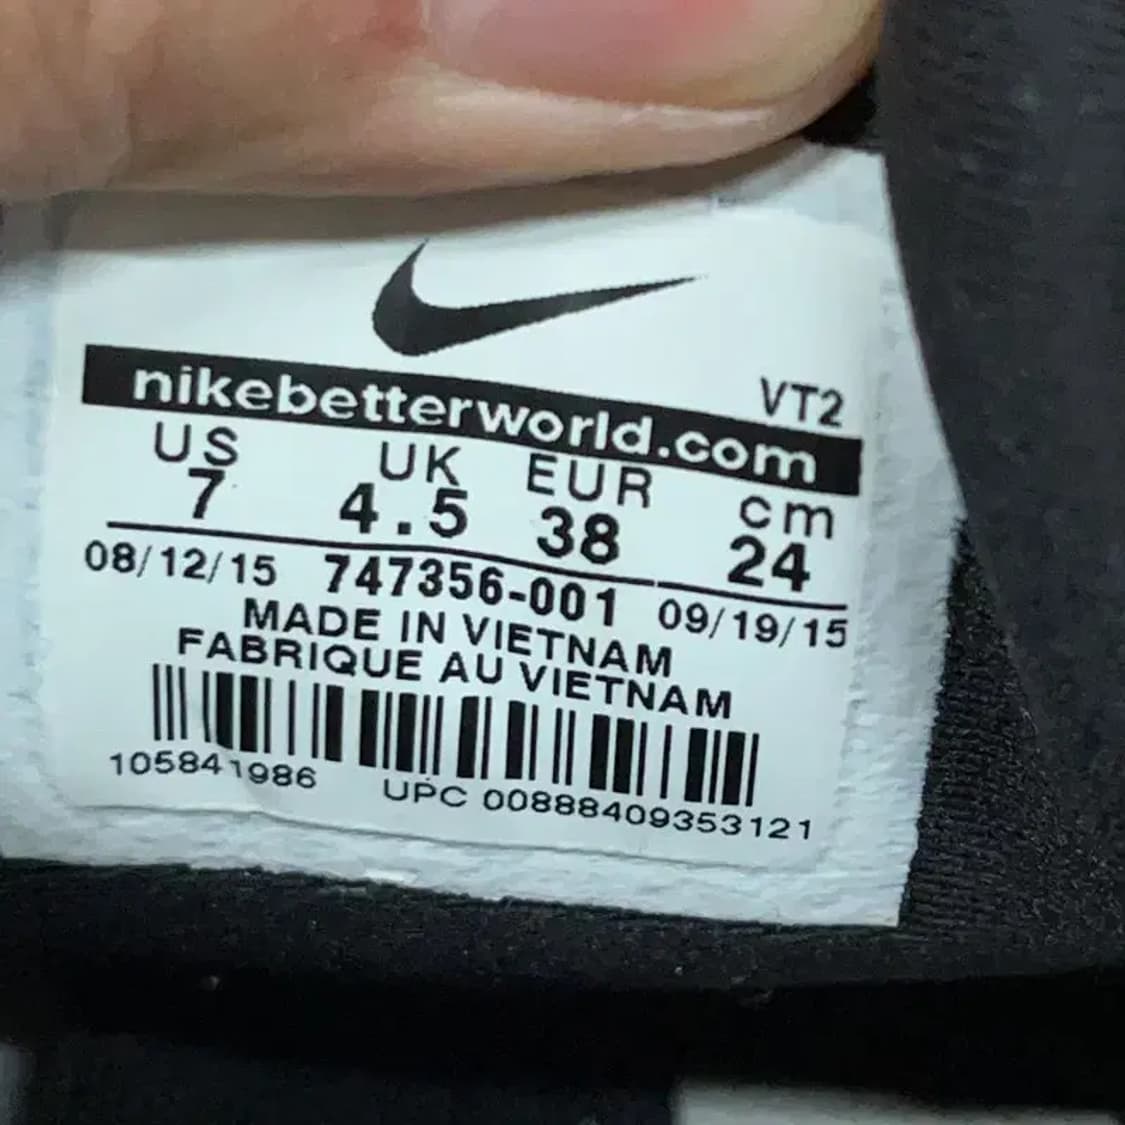 VT2
nikebetterworld.com
US UK EUR cm
7 4.5 38 24
08/12/15 747356-001 09/19/15
MADE IN VIETNAM
FABRIQUE AU VIETNAM
105841986 UPC 00888409353121